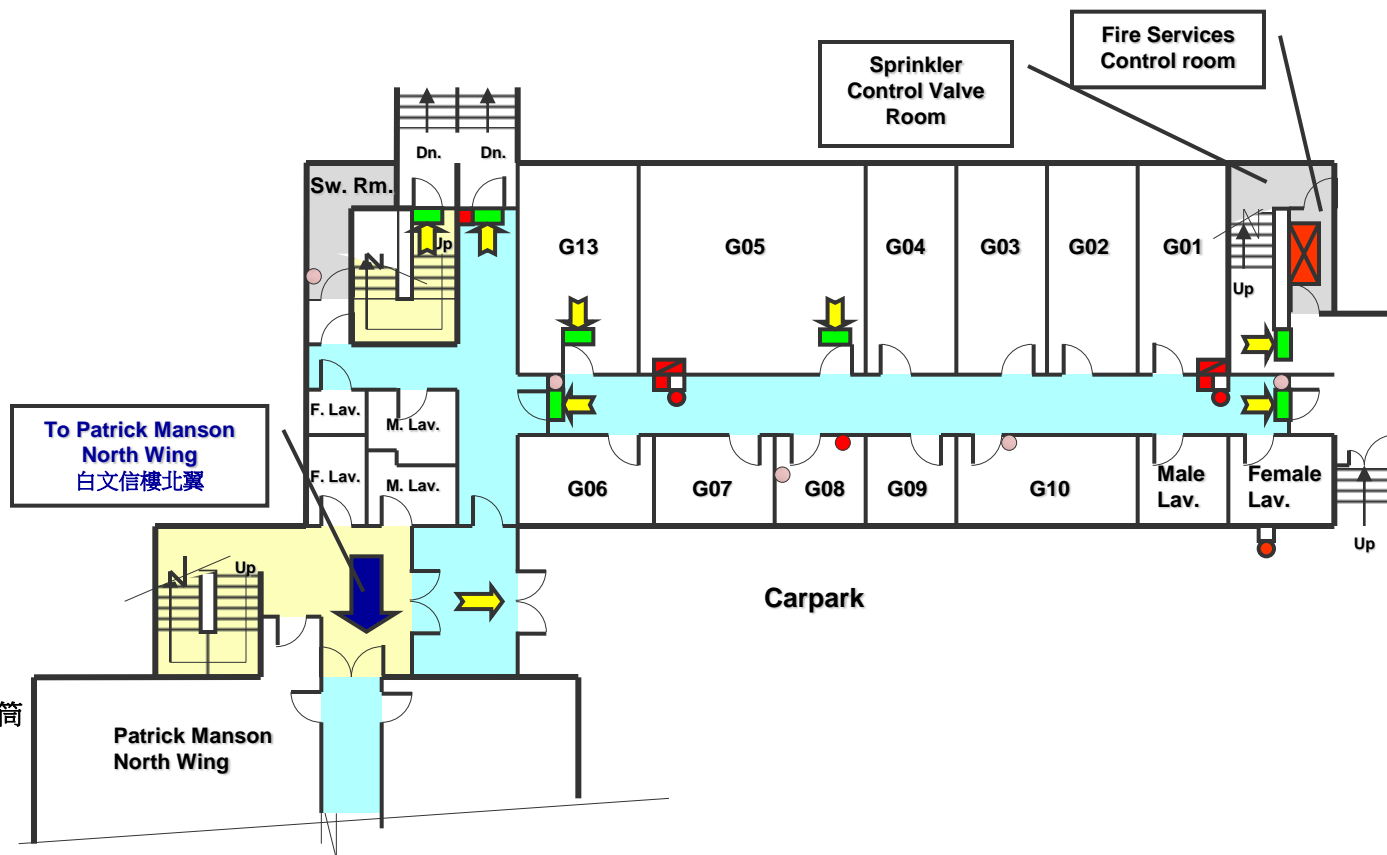 Fire Services
Control room
Sprinkler
Control Valve
Room
Dn.
Dn.
Sw. Rm.
Up
G13
G05
G04
G03
G02
G01
Up
F. Lav.
M. Lav.
To Patrick Manson
North Wing
白文信樓北翼
F. Lav.
M. Lav.
G06
G07
G08
G09
G10
Male
Lav.
Female
Lav.
Up
Up
Carpark
筒
Patrick Manson
North Wing